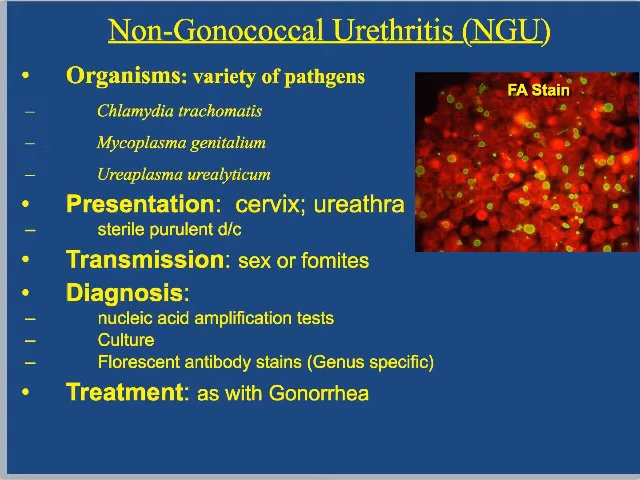 Non-Gonococcal Urethritis (NGU)
• Organisms: variety of pathgens
– Chlamydia trachomatis
– Mycoplasma genitalium
– Ureaplasma urealyticum
• Presentation: cervix; ureathra
– sterile purulent d/c
• Transmission: sex or fomites
• Diagnosis:
– nucleic acid amplification tests
– Culture
– Florescent antibody stains (Genus specific)
• Treatment: as with Gonorrhea
FA Stain